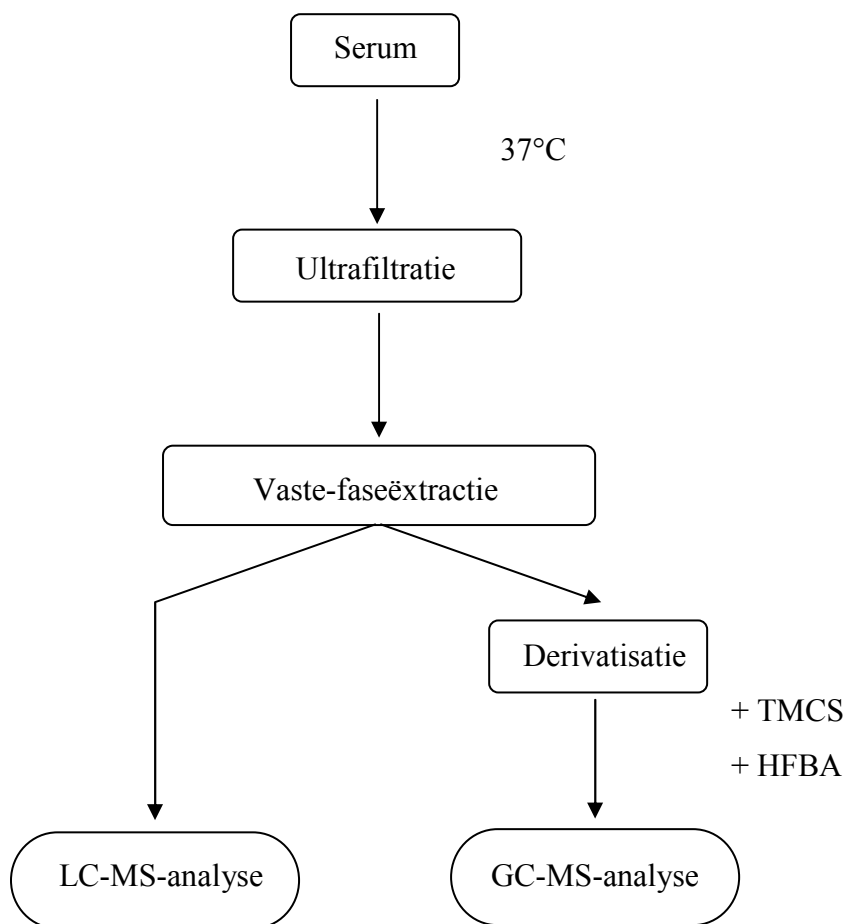 Serum
37°C
Ultrafiltratie
Vaste-faseëxtractie
Derivatisatie
+ TMCS
+ HFBA
LC-MS-analyse
GC-MS-analyse